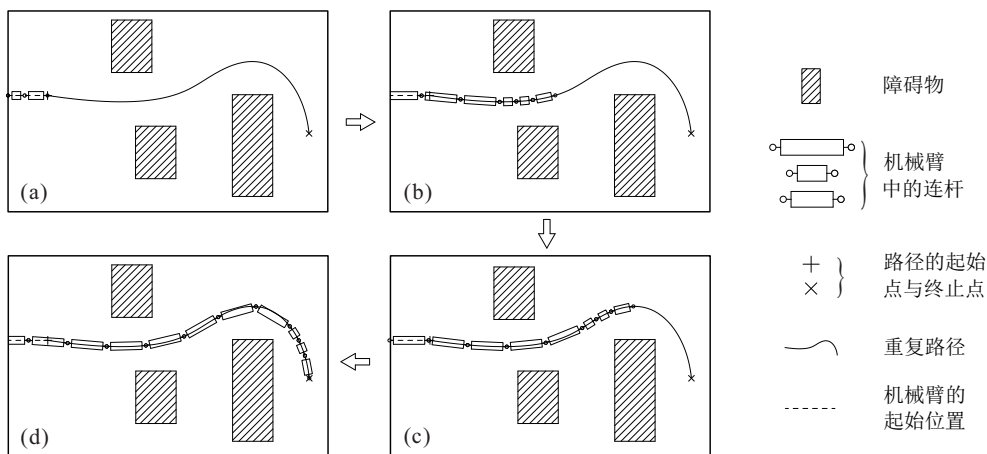 (a)
(b)
(d)
(c)
障碍物
机械臂
中的连杆
路径的起始
点与终止点
重复路径
机械臂的
起始位置